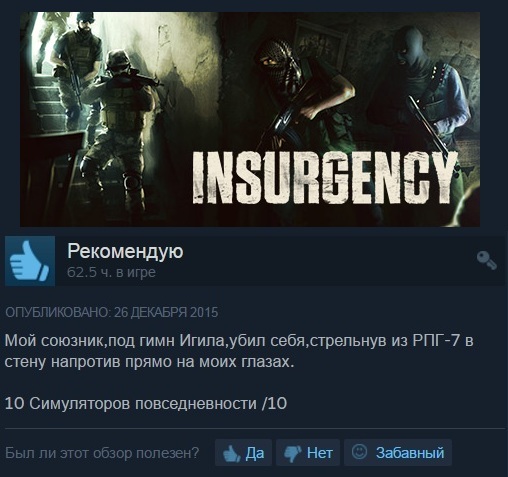 INSURGENCY
Рекомендую
62.5 ч. в игре
ОПУБЛИКОВАНО: 26 ДЕКАБРЯ 2015
Мой союзник,под гимн Игила,убил себя,стрельнув из РПГ-7 в
стену напротив прямо на моих глазах.
10 Симуляторов повседневности /10
Был ли этот обзор полезен? Да Нет Забавный